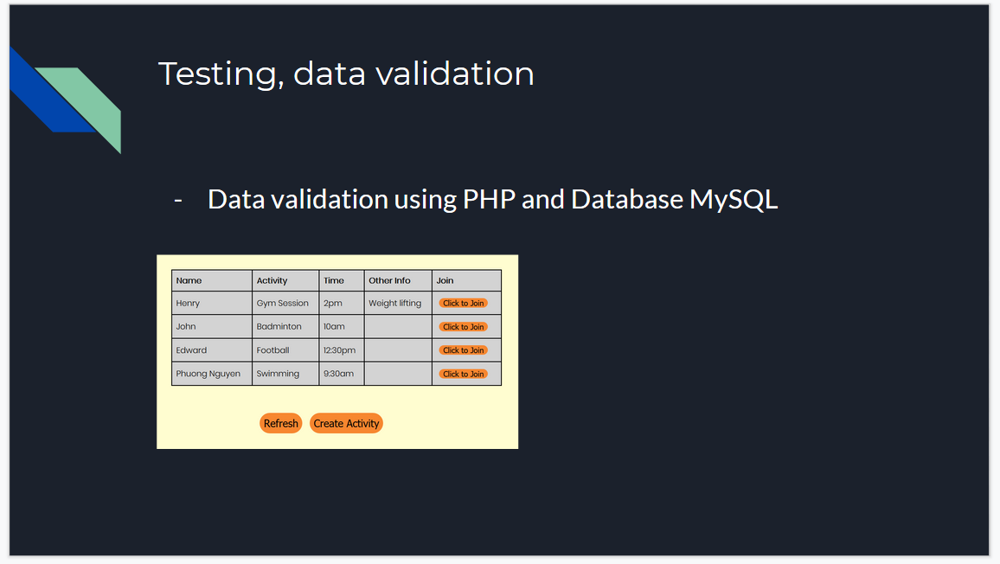 Testing, data validation
- Data validation using PHP and Database MySQL
Name Activity Time Other Info Join
Henry Gym Session 2pm Weight lifting Click to Join
John Badminton 10am Click to Join
Edward Football 12:30pm Click to Join
Phuong Nguyen Swimming 9:30am Click to Join
Refresh Create Activity